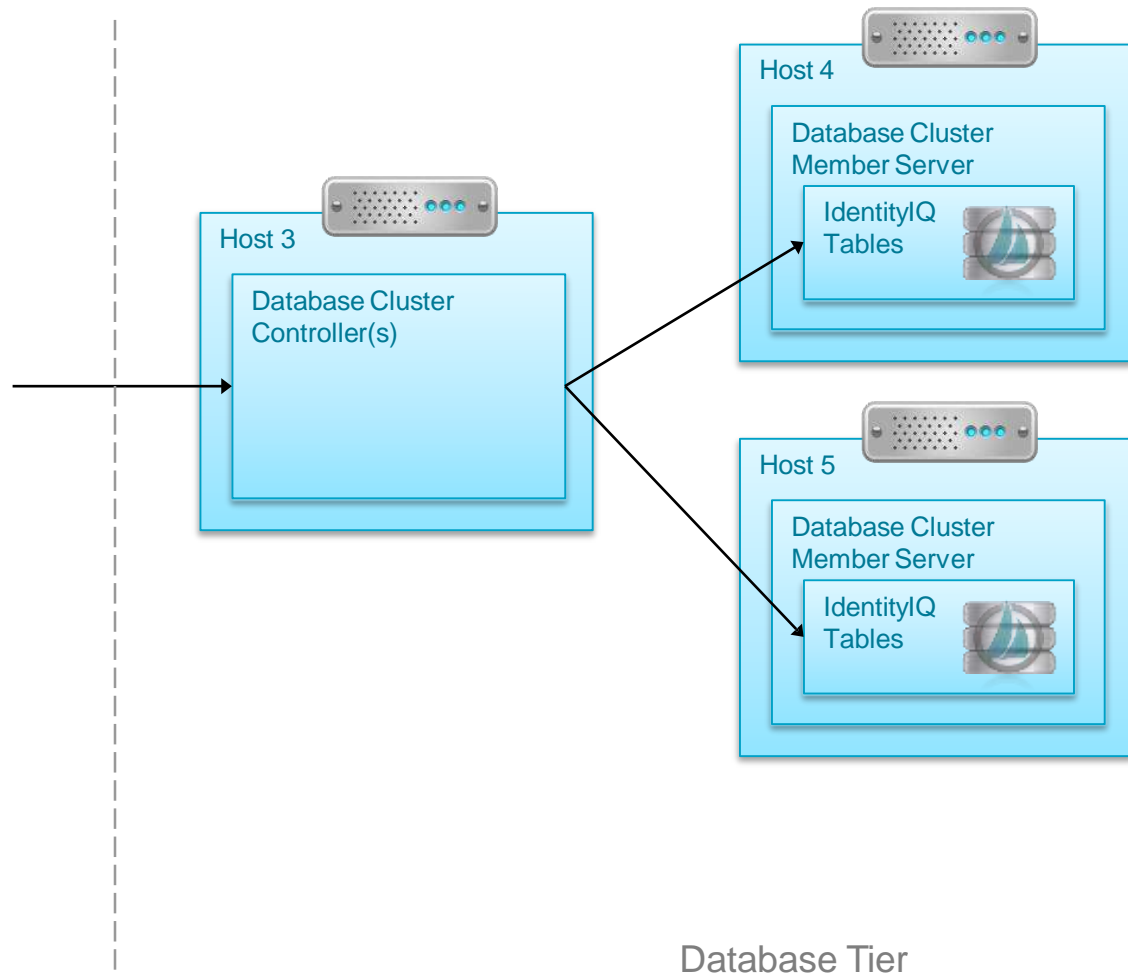 Host 3
Database Cluster
Controller(s)
Host 4
Database Cluster
Member Server
IdentityIQ
Tables
Host 5
Database Cluster
Member Server
IdentityIQ
Tables
Database Tier